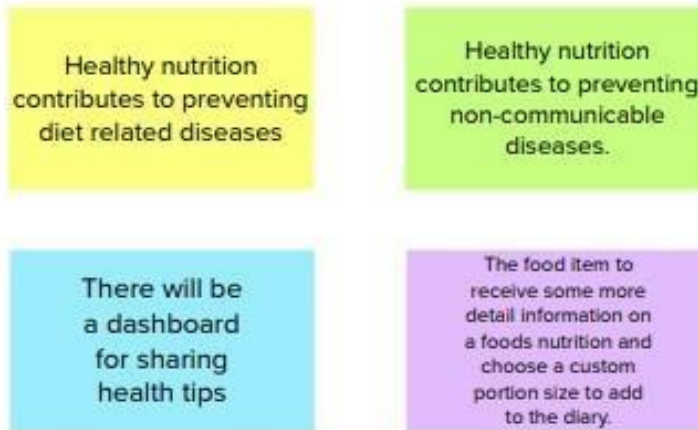 Healthy nutrition
contributes to preventing
diet related diseases
Healthy nutrition
contributes to preventing
non-communicable
diseases.
There will be
a dashboard
for sharing
health tips
The food item to
receive some more
detail information on
a foods nutrition and
choose a custom
portion size to add
to the diary.